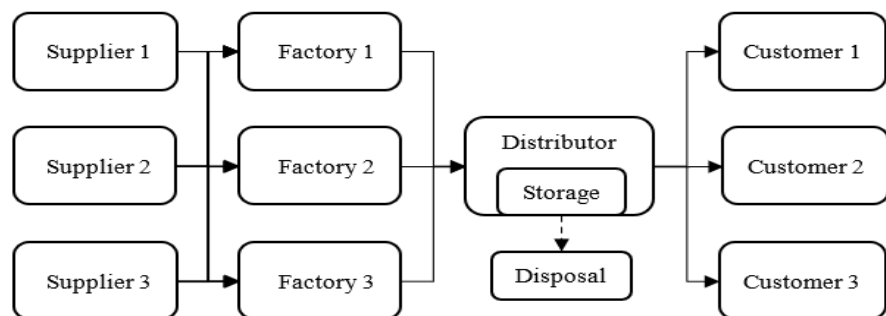 Supplier 1
Factory 1
Customer 1
Supplier 2
Factory 2
Distributor
Storage
Customer 2
Supplier 3
Factory 3
Disposal
Customer 3